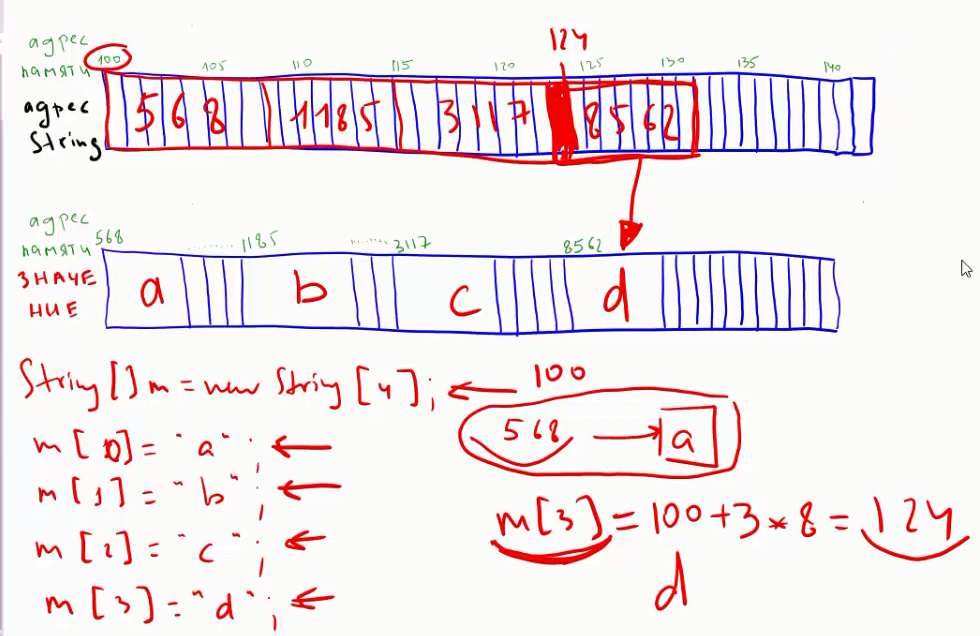 124
адрес
памяти 100 105 110 115 120 125 130 135 140
адрес
String 568 1185 3117 8562
адрес
памяти 568 ........ 1185 ........ 3117 8562
ЗНАЧЕ
НИЕ a b c d
String[] m = new String[4]; 100
568 a
m[0] = "a";
m[1] = "b";
m[3] = 100 + 3 * 8 = 124
m[2] = "c";
d
m[3] = "d";